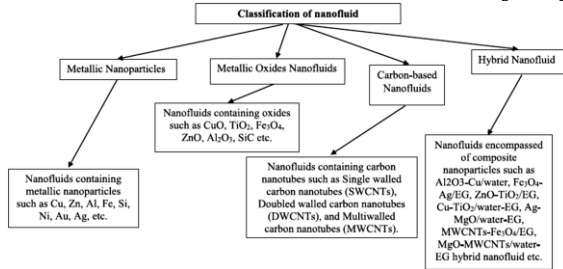 Classification of nanofluid
Metallic Nanoparticles
Metallic Oxides Nanofluids
Carbon-based
Nanofluids
Hybrid Nanofluid
Nanofluids containing oxides
such as CuO, TiO₂, Fe₃O₄,
ZnO, Al₂O₃, SiC etc.
Nanofluids containing
metallic nanoparticles
such as Cu, Zn, Al, Fe, Si,
Ni, Au, Ag, etc.
Nanofluids containing carbon
nanotubes such as Single walled
carbon nanotubes (SWCNTs),
Doubled walled carbon nanotubes
(DWCNTs), and Multiwalled
carbon nanotubes (MWCNTs).
Nanofluids encompassed of
composite
nanoparticles such as
Al2O3-Cu/water, Fe₃O₄-
Ag/EG, ZnO-TiO₂/EG,
Cu-TiO₂/water-EG, Ag-
MgO/water-EG,
MWCNTs-Fe₃O₄/EG,
MgO-MWCNTs/water-
EG hybrid nanofluid etc.